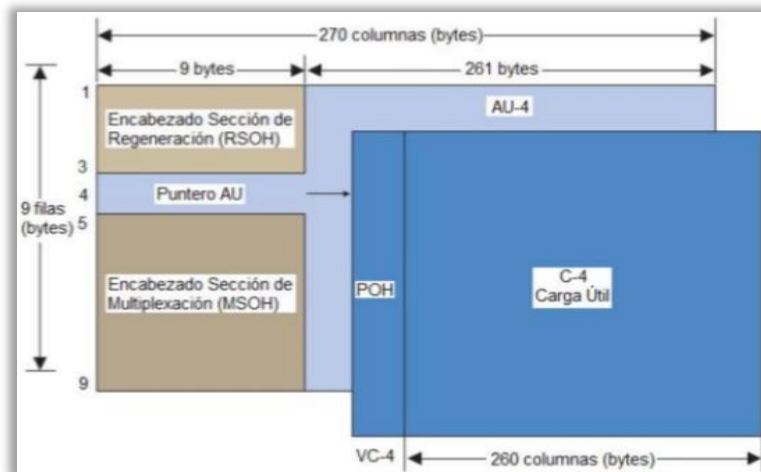 270 columnas (bytes)
9 bytes
261 bytes
1
Encabezado Sección de
Regeneración (RSOH)
AU-4
3
4
Puntero AU
9 filas
(bytes)
5
Encabezado Sección de
Multiplexación (MSOH)
POH
C-4
Carga Útil
9
VC-4
260 columnas (bytes)